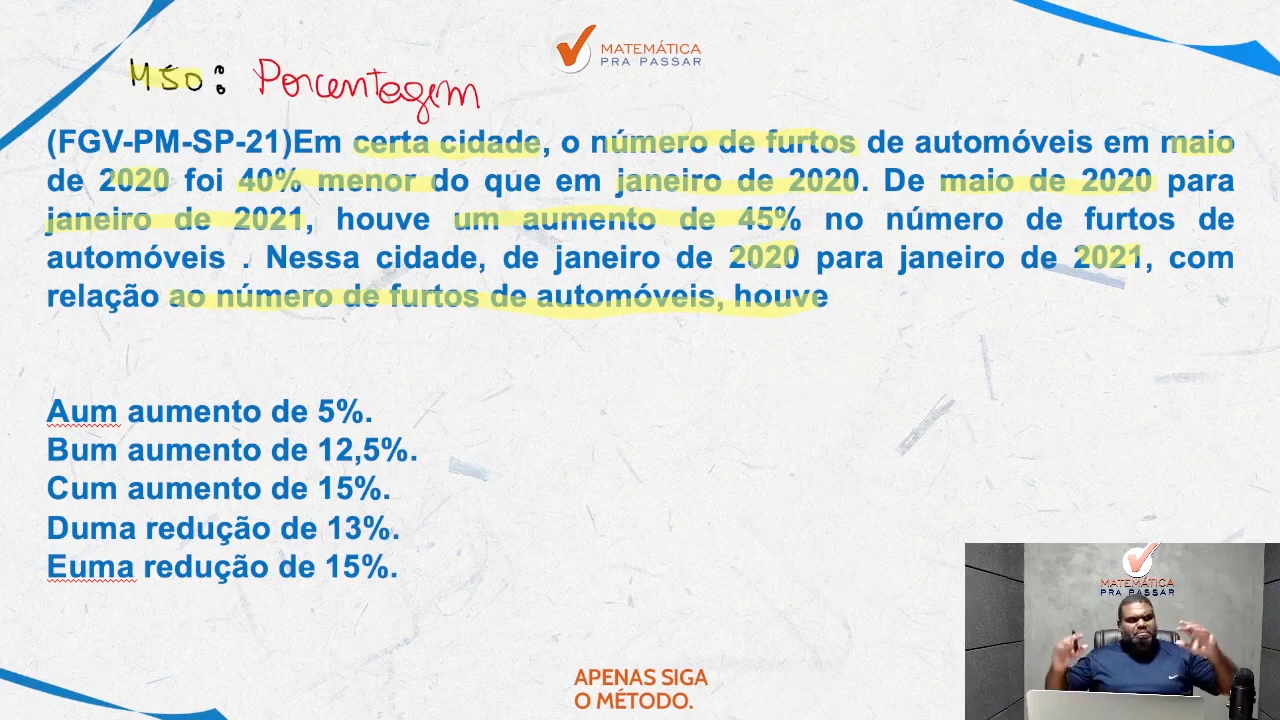 MATEMÁTICA
PRA PASSAR
M50: Porcentagem
(FGV-PM-SP-21)Em certa cidade, o número de furtos de automóveis em maio
de 2020 foi 40% menor do que em janeiro de 2020. De maio de 2020 para
janeiro de 2021, houve um aumento de 45% no número de furtos de
automóveis . Nessa cidade, de janeiro de 2020 para janeiro de 2021, com
relação ao número de furtos de automóveis, houve
Aum aumento de 5%.
Bum aumento de 12,5%.
Cum aumento de 15%.
Duma redução de 13%.
Euma redução de 15%.
MATEMÁTICA
PRA PASSAR
APENAS SIGA
O MÉTODO.